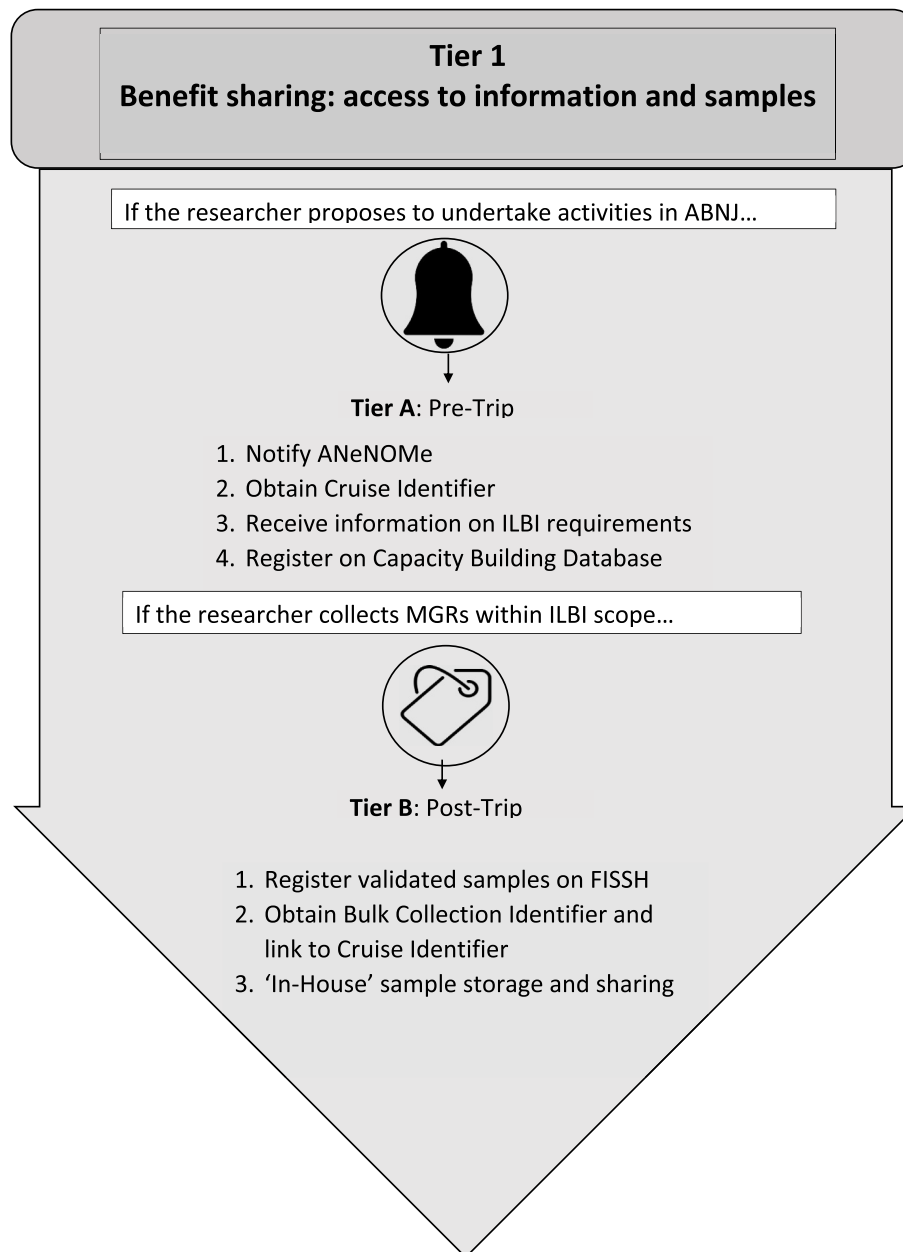 Tier 1
Benefit sharing: access to information and samples
If the researcher proposes to undertake activities in ABNJ…
Tier A: Pre-Trip
1. Notify ANeNOMe
2. Obtain Cruise Identifier
3. Receive information on ILBI requirements
4. Register on Capacity Building Database
If the researcher collects MGRs within ILBI scope…
Tier B: Post-Trip
1. Register validated samples on FISSH
2. Obtain Bulk Collection Identifier and
link to Cruise Identifier
3. ‘In-House’ sample storage and sharing